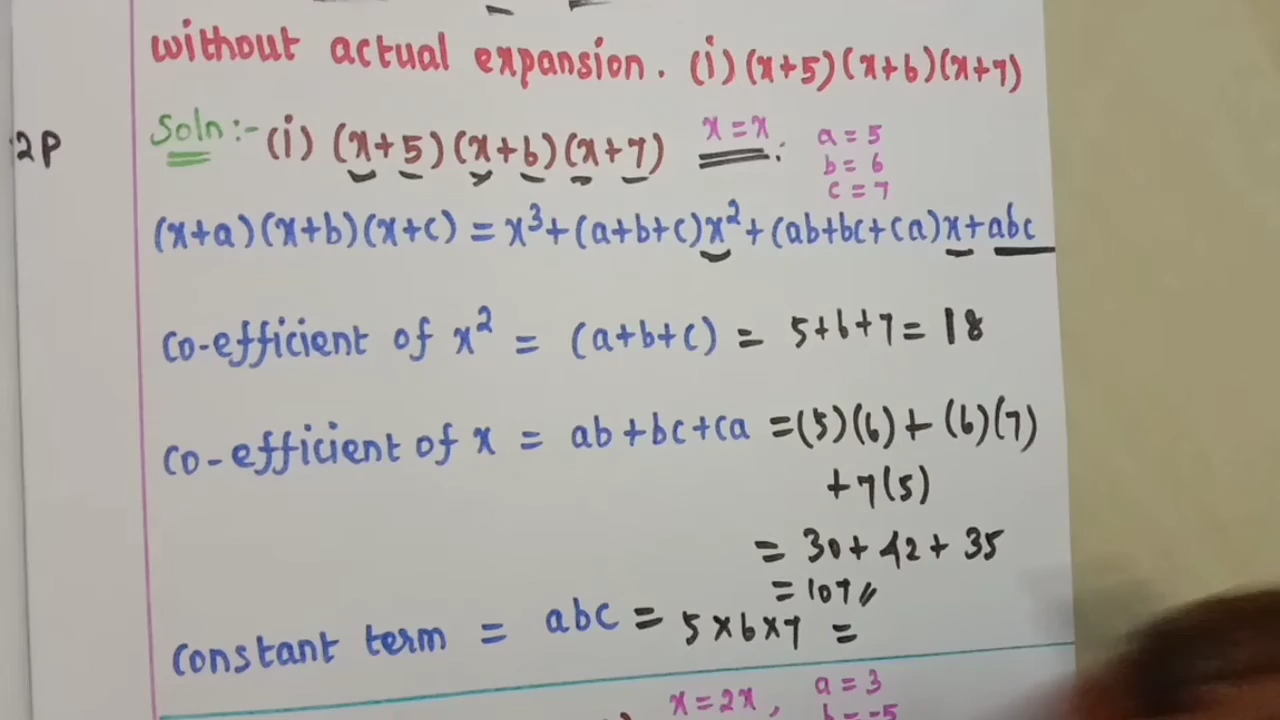 without actual expansion. (i) (x+5)(x+6)(x+7)
2P
Soln:- (i) (x+5)(x+6)(x+7) x=x: a=5
b=6
c=7
(x+a)(x+b)(x+c) = x³+(a+b+c)x²+(ab+bc+ca)x+abc
co-efficient of x² = (a+b+c) = 5+6+7=18
co-efficient of x = ab+bc+ca =(5)(6)+(6)(7)
+7(5)
= 30+42+35
=107//
constant term = abc = 5×6×7 =
x=2x, a=3
b=-5